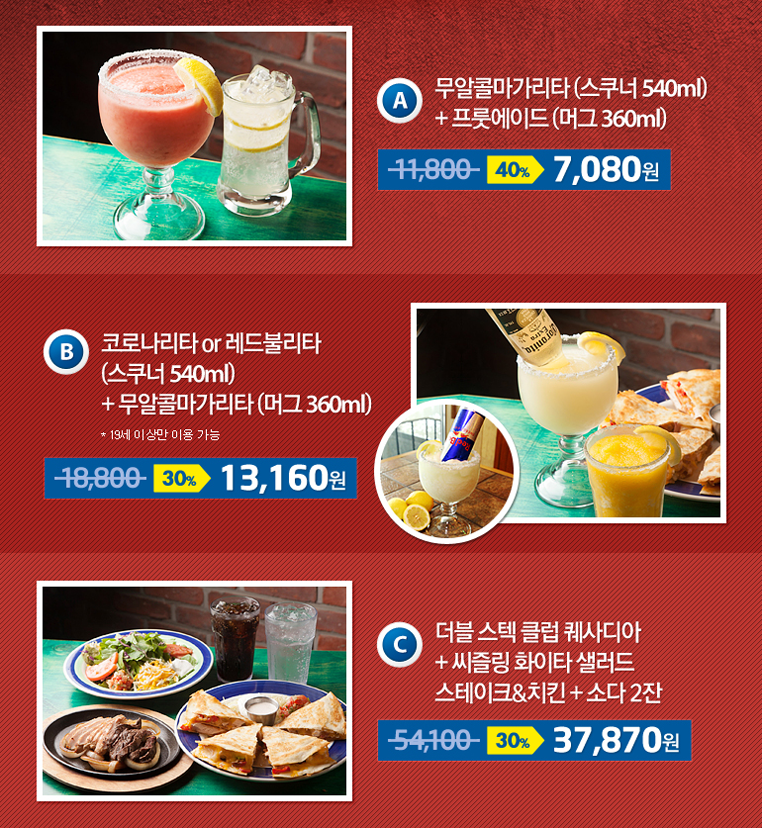 A
무알콜마가리타 (스쿠너 540ml)
+ 프룻에이드 (머그 360ml)
11,800 40% 7,080원
B
코로나리타 or 레드불리타
(스쿠너 540ml)
+ 무알콜마가리타 (머그 360ml)
* 19세 이상만 이용 가능
18,800 30% 13,160원
Coronita
Extra
C
더블 스텍 클럽 퀘사디아
+ 씨즐링 화이타 샐러드
스테이크&치킨 + 소다 2잔
54,100 30% 37,870원